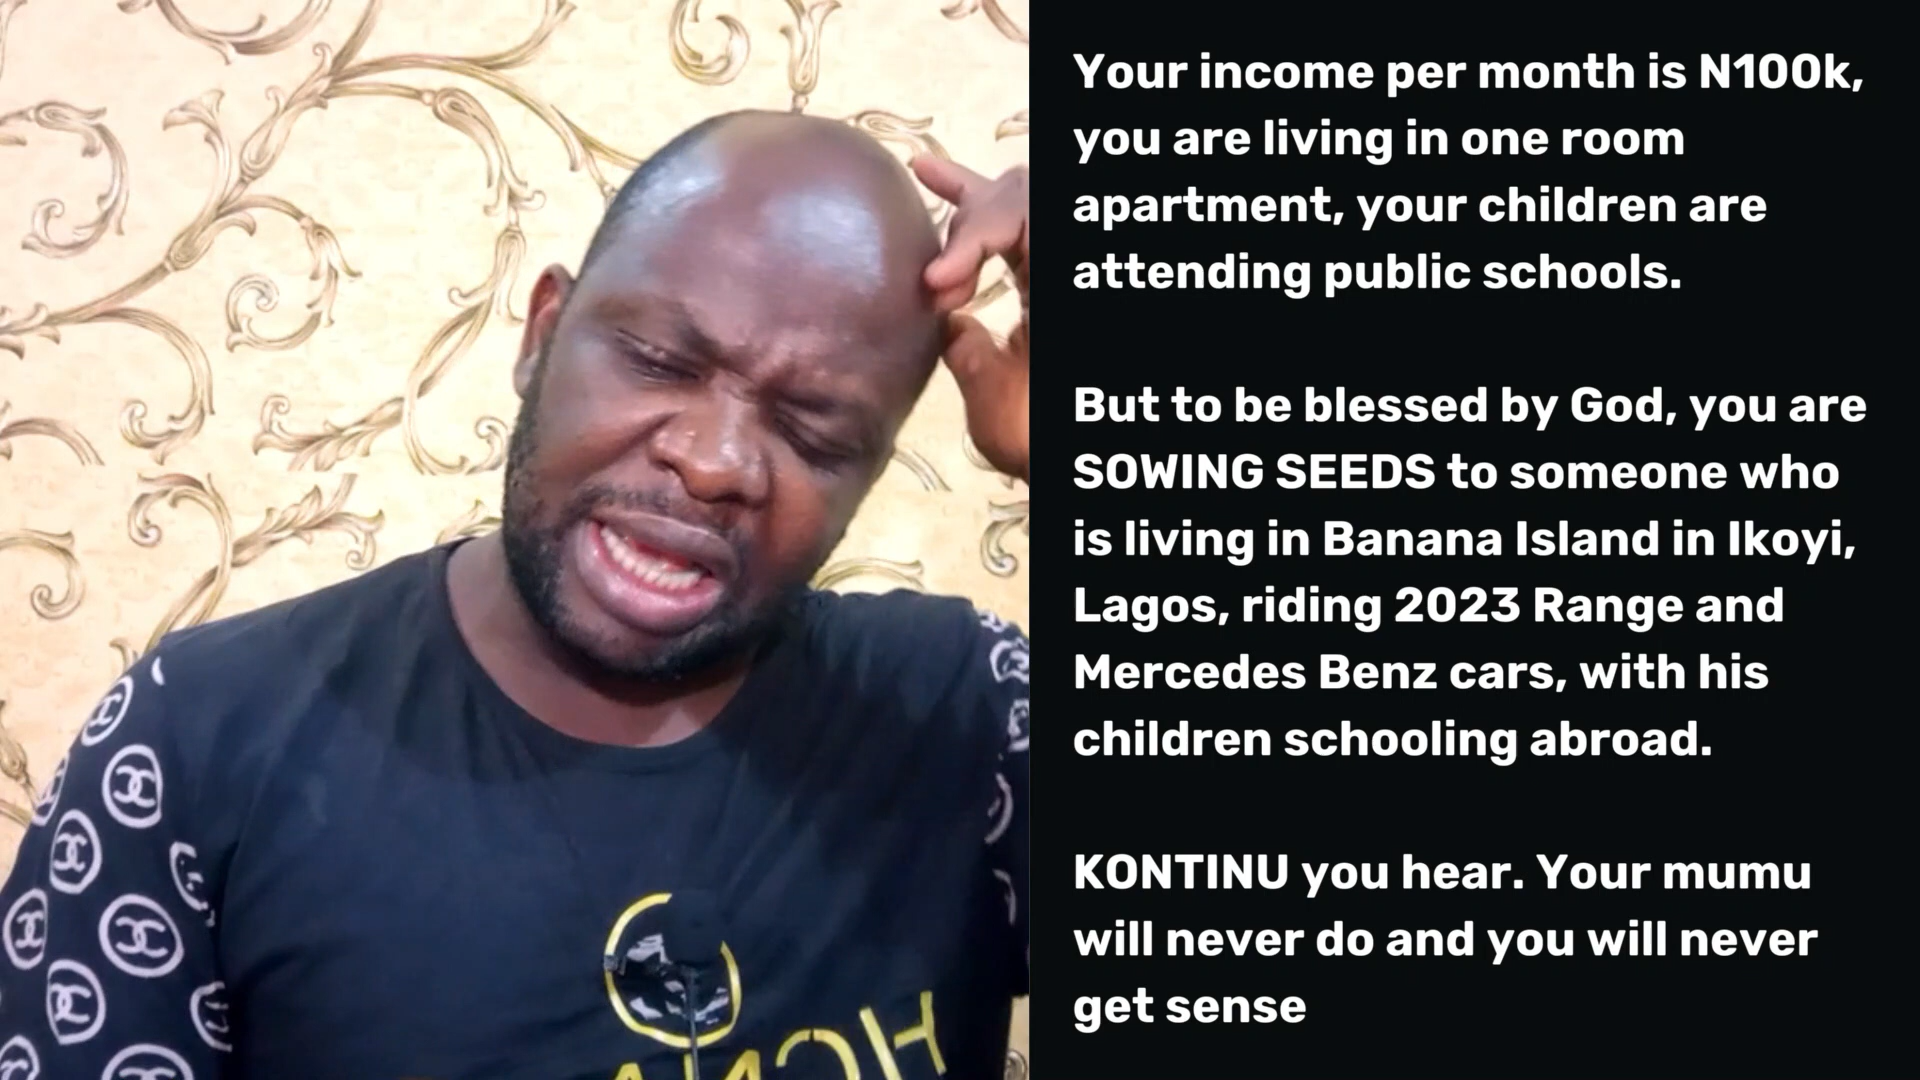 Your income per month is N100k,
you are living in one room
apartment, your children are
attending public schools.
But to be blessed by God, you are
SOWING SEEDS to someone who
is living in Banana Island in Ikoyi,
Lagos, riding 2023 Range and
Mercedes Benz cars, with his
children schooling abroad.
KONTINU you hear. Your mumu
will never do and you will never
get sense